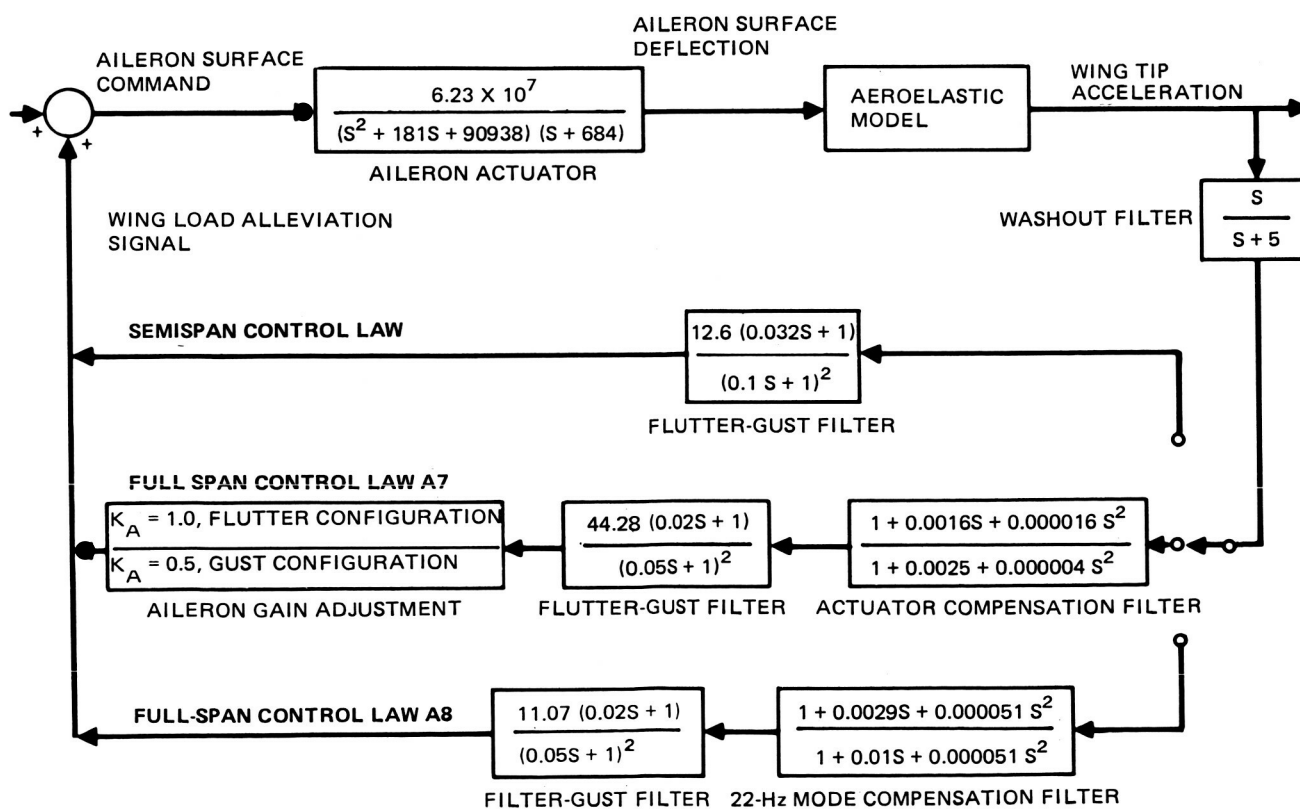 AILERON SURFACE
COMMAND
6.23 X 10^7
(S^2 + 181S + 90938) (S + 684)
AILERON ACTUATOR
AILERON SURFACE
DEFLECTION
AEROELASTIC
MODEL
WING TIP
ACCELERATION
+
+
WING LOAD ALLEVIATION
SIGNAL
WASHOUT FILTER
S
S + 5
SEMISPAN CONTROL LAW
12.6 (0.032S + 1)
(0.1 S + 1)^2
FLUTTER-GUST FILTER
FULL SPAN CONTROL LAW A7
K_A = 1.0, FLUTTER CONFIGURATION
K_A = 0.5, GUST CONFIGURATION
AILERON GAIN ADJUSTMENT
44.28 (0.02S + 1)
(0.05S + 1)^2
FLUTTER-GUST FILTER
1 + 0.0016S + 0.000016 S^2
1 + 0.0025 + 0.000004 S^2
ACTUATOR COMPENSATION FILTER
FULL-SPAN CONTROL LAW A8
11.07 (0.02S + 1)
(0.05S + 1)^2
FILTER-GUST FILTER
1 + 0.0029S + 0.000051 S^2
1 + 0.01S + 0.000051 S^2
22-Hz MODE COMPENSATION FILTER